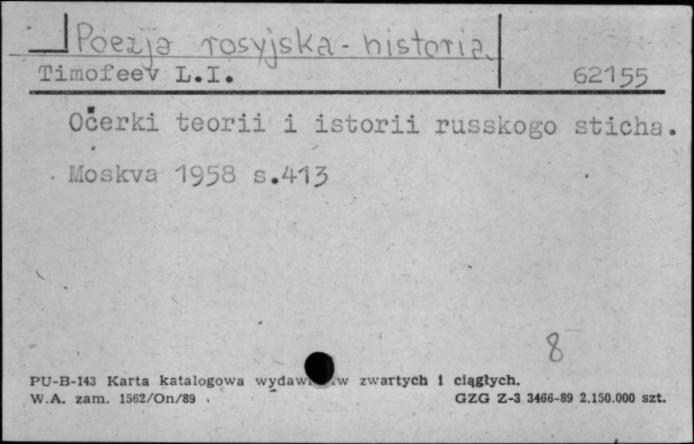 Poezja rosyjska - historia
Timofeev L.I. 62155
Očerki teorii i istorii russkogo sticha.
Moskva 1958 s.413
8
PU-B-143 Karta katalogowa zwartych i ciągłych.
W.A. zam. 1562/On/89 GZG Z-3 3466-89 2.150.000 szt.